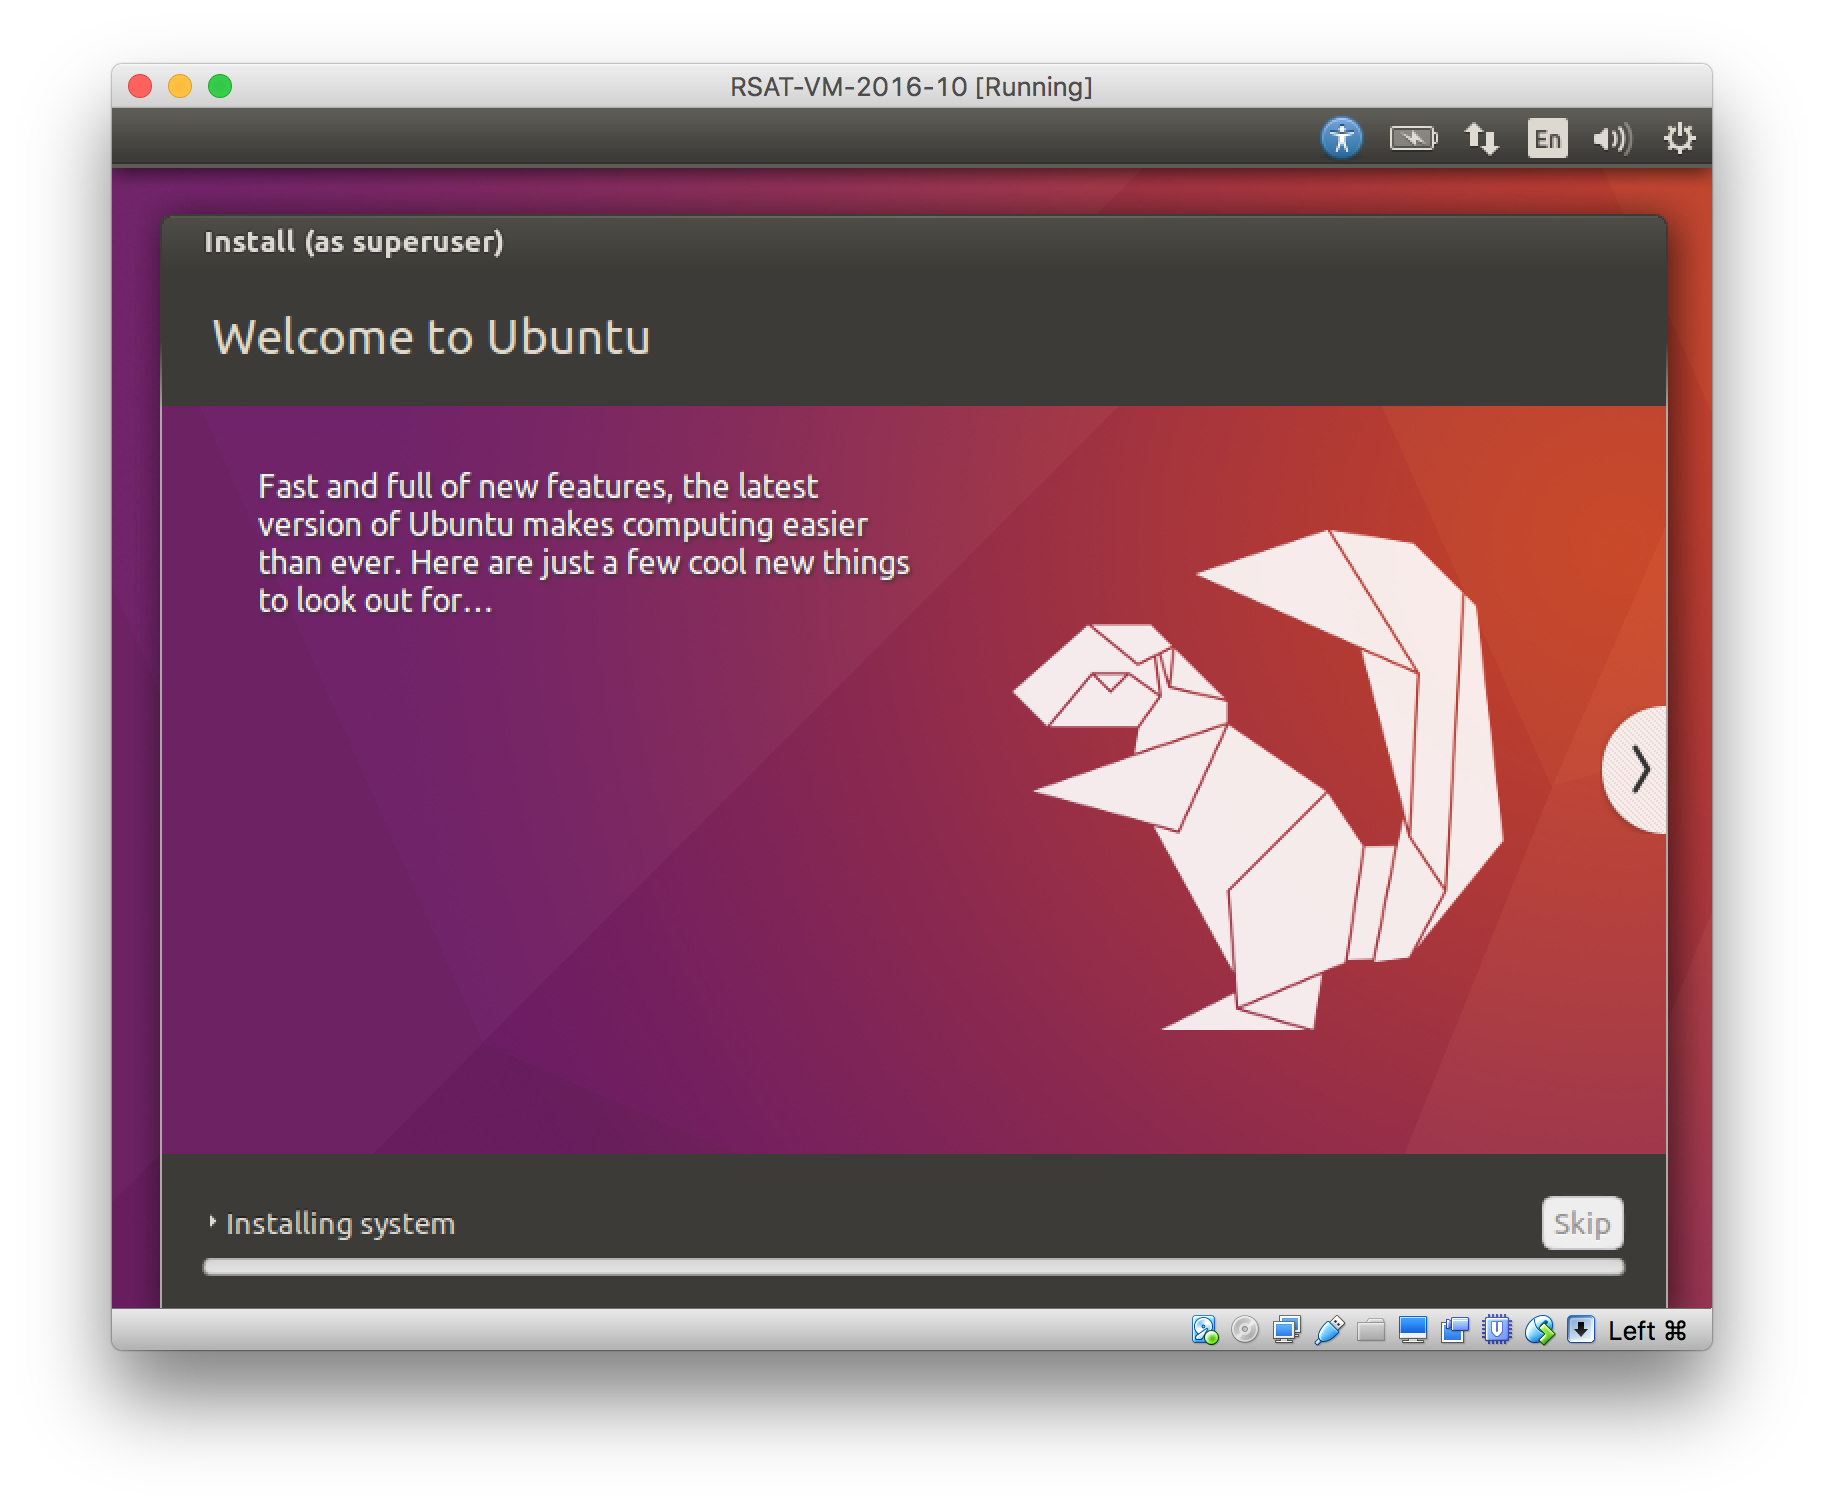 RSAT-VM-2016-10 [Running]
En
Install (as superuser)
Welcome to Ubuntu
Fast and full of new features, the latest
version of Ubuntu makes computing easier
than ever. Here are just a few cool new things
to look out for…
Installing system
Skip
Left ⌘